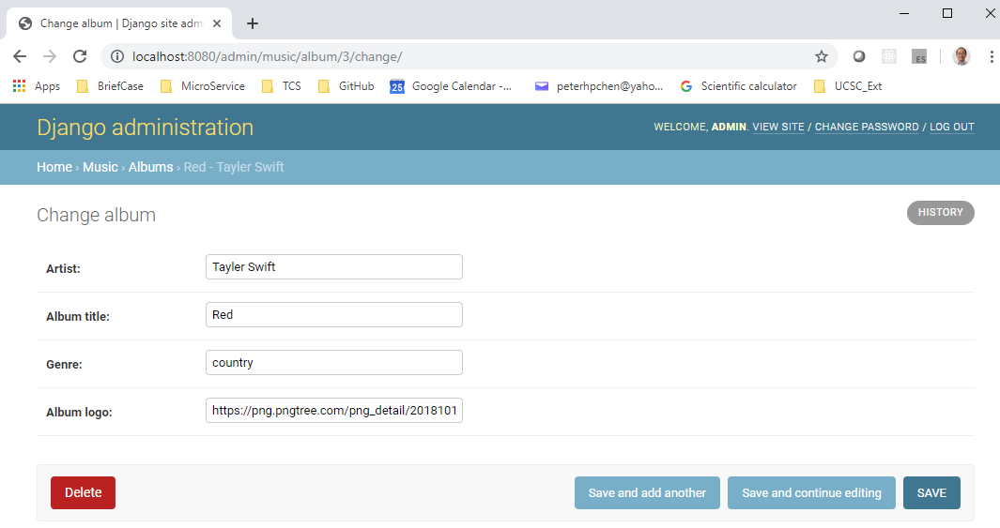 Change album | Django site adm
localhost:8080/admin/music/album/3/change/
ES
Apps BriefCase MicroService TCS GitHub 25 Google Calendar -... peterhpchen@yaho... Scientific calculator UCSC_Ext
Django administration
WELCOME, ADMIN. VIEW SITE / CHANGE PASSWORD / LOG OUT
Home › Music › Albums › Red - Tayler Swift
Change album
HISTORY
Artist: Tayler Swift
Album title: Red
Genre: country
Album logo: https://png.pngtree.com/png_detail/2018101
Delete Save and add another Save and continue editing SAVE